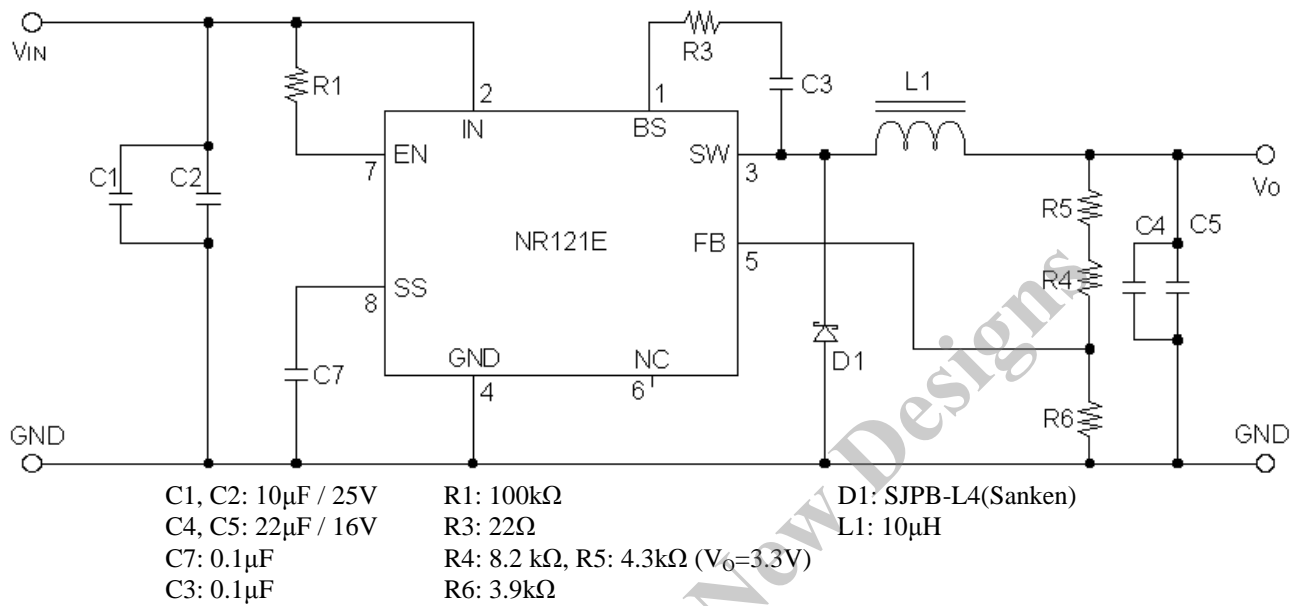 VIN
R1
2
IN
1
BS
R3
C3
L1
C1
C2
7
EN
SW
3
Vo
NR121E
FB
5
R5
R4
C4
C5
8
SS
C7
GND
4
NC
6
D1
R6
GND
GND
C1, C2: 10μF / 25V
C4, C5: 22μF / 16V
C7: 0.1μF
C3: 0.1μF
R1: 100kΩ
R3: 22Ω
R4: 8.2 kΩ, R5: 4.3kΩ (VO=3.3V)
R6: 3.9kΩ
D1: SJPB-L4(Sanken)
L1: 10μH
New Designs